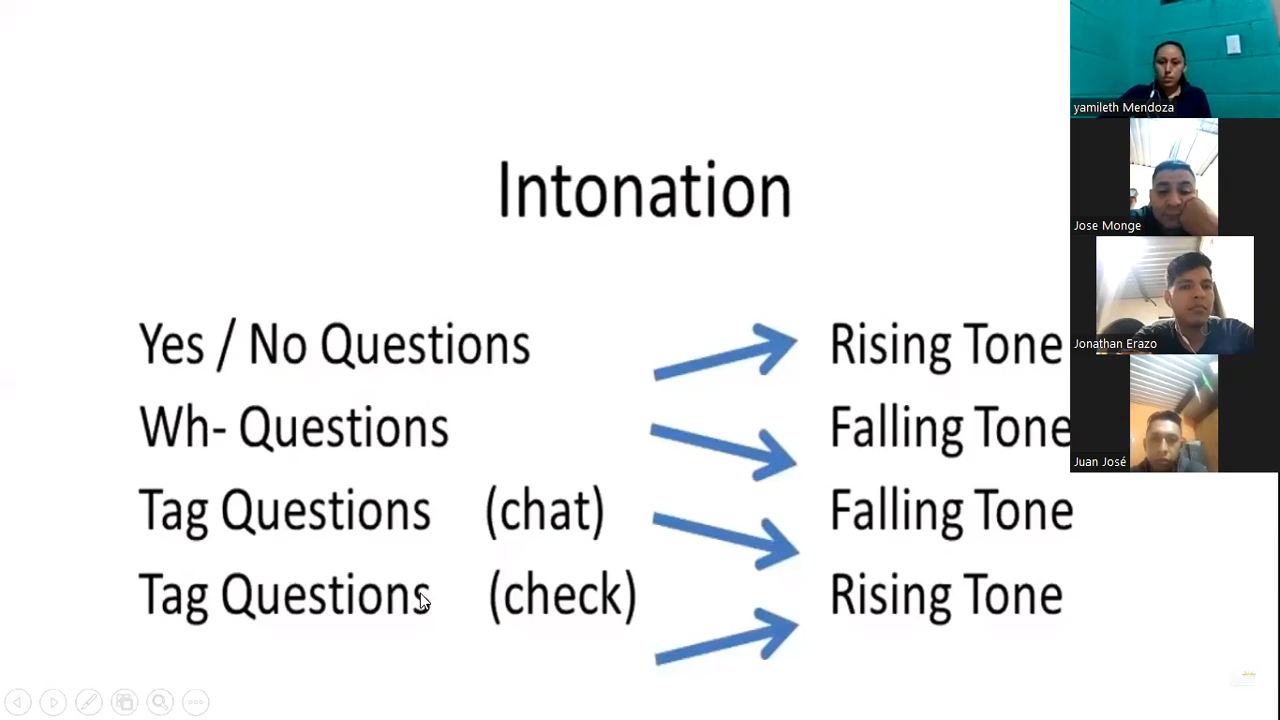 Intonation
Yes / No Questions Rising Tone
Wh- Questions Falling Tone
Tag Questions (chat) Falling Tone
Tag Questions (check) Rising Tone
yamileth Mendoza
Jose Monge
Jonathan Erazo
Juan José